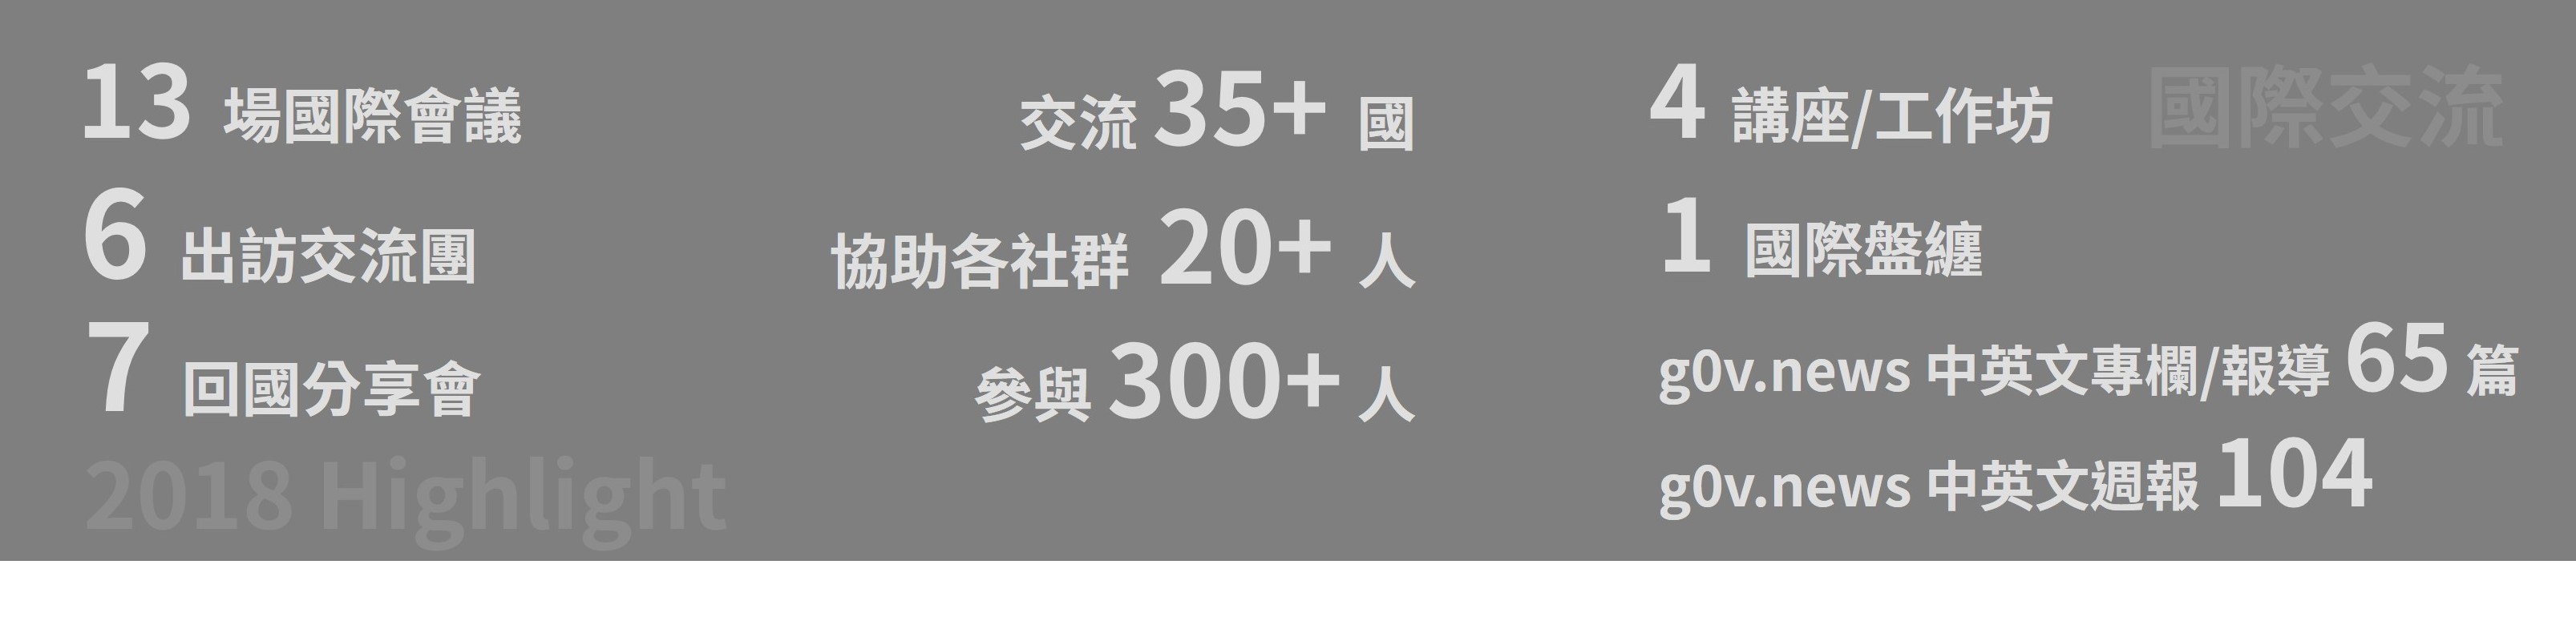 13 場國際會議
6 出訪交流團
7 回國分享會
2018 Highlight
交流 35+ 國
協助各社群 20+ 人
參與 300+ 人
國際交流
4 講座/工作坊
1 國際盤纏
g0v.news 中英文專欄/報導 65 篇
g0v.news 中英文週報 104